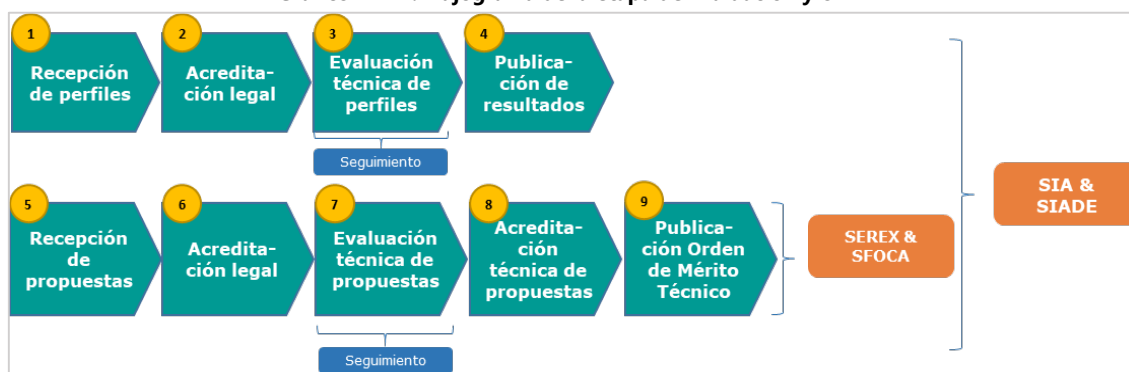 1
Recepción
de perfiles
2
Acredita-
ción legal
3
Evaluación
técnica de
perfiles
4
Publica-
ción de
resultados
Seguimiento
5
Recepción
de
propuestas
6
Acreditación
legal
7
Evaluación
técnica de
propuestas
8
Acredita-
ción
técnica de
propuestas
9
Publica-
ción Orden
de Mérito
Técnico
Seguimiento
SEREX &
SFOCA
SIA &
SIADE